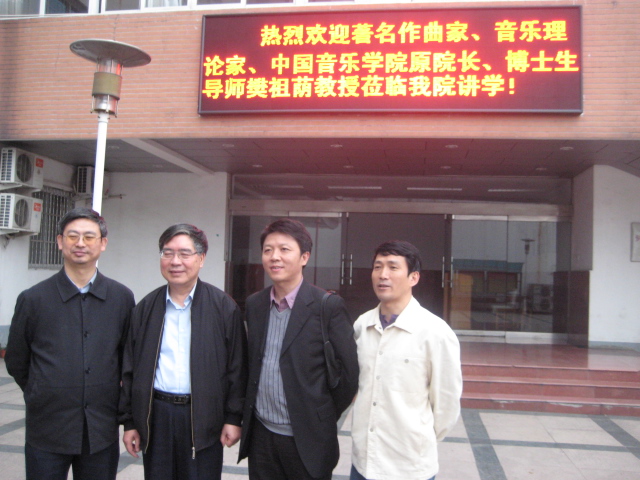 热烈欢迎著名作曲家、音乐理
论家、中国音乐学院原院长、博士生
导师樊祖荫教授莅临我院讲学！